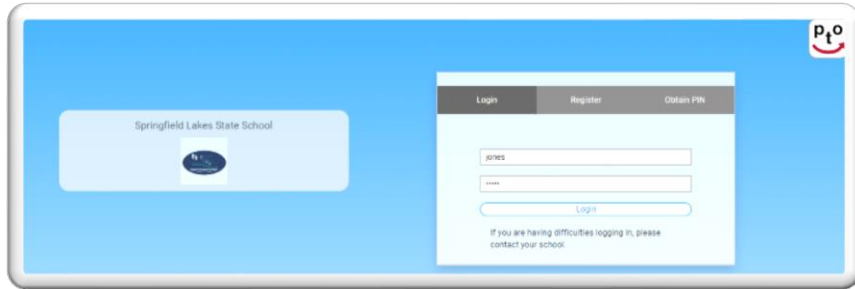 pto
Springfield Lakes State School
Login Register Obtain PIN
jones
•••••
Login
If you are having difficulties logging in, please
contact your school